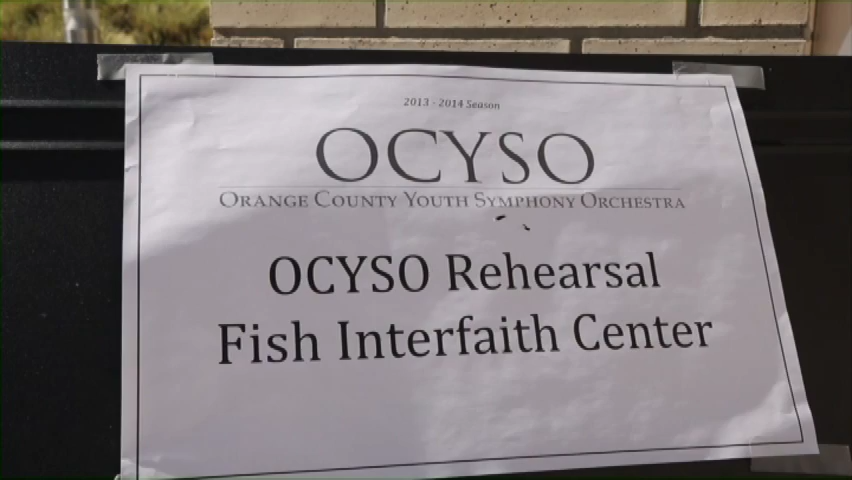 2013 - 2014 Season
OCYSO
Orange County Youth Symphony Orchestra
OCYSO Rehearsal
Fish Interfaith Center